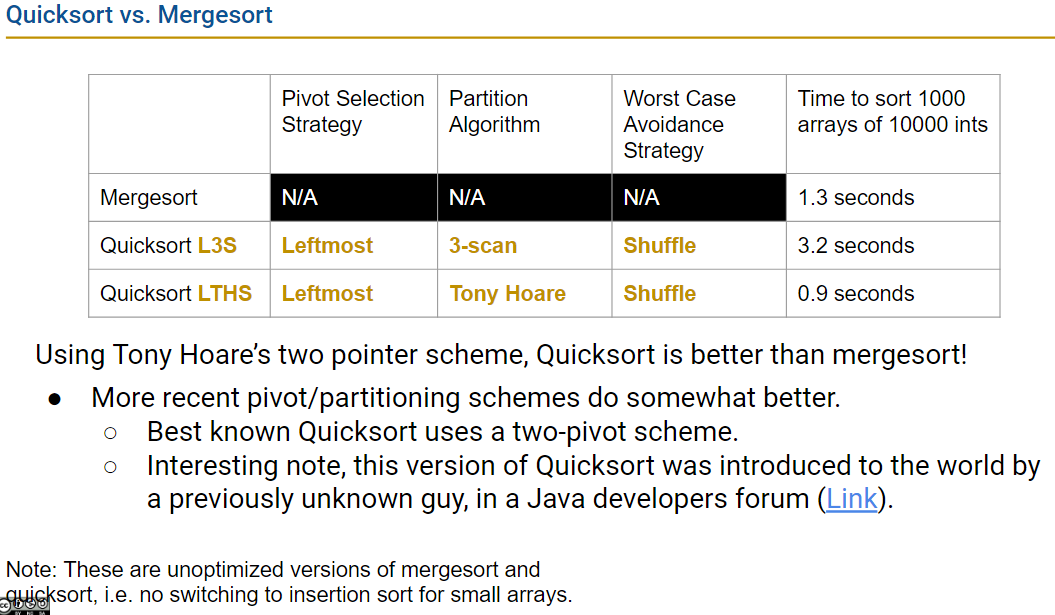 Quicksort vs. Mergesort
Pivot Selection Strategy
Partition Algorithm
Worst Case Avoidance Strategy
Time to sort 1000 arrays of 10000 ints
Mergesort N/A N/A N/A 1.3 seconds
Quicksort L3S Leftmost 3-scan Shuffle 3.2 seconds
Quicksort LTHS Leftmost Tony Hoare Shuffle 0.9 seconds
Using Tony Hoare’s two pointer scheme, Quicksort is better than mergesort!
● More recent pivot/partitioning schemes do somewhat better.
○ Best known Quicksort uses a two-pivot scheme.
○ Interesting note, this version of Quicksort was introduced to the world by
a previously unknown guy, in a Java developers forum (Link).
Note: These are unoptimized versions of mergesort and
quicksort, i.e. no switching to insertion sort for small arrays.